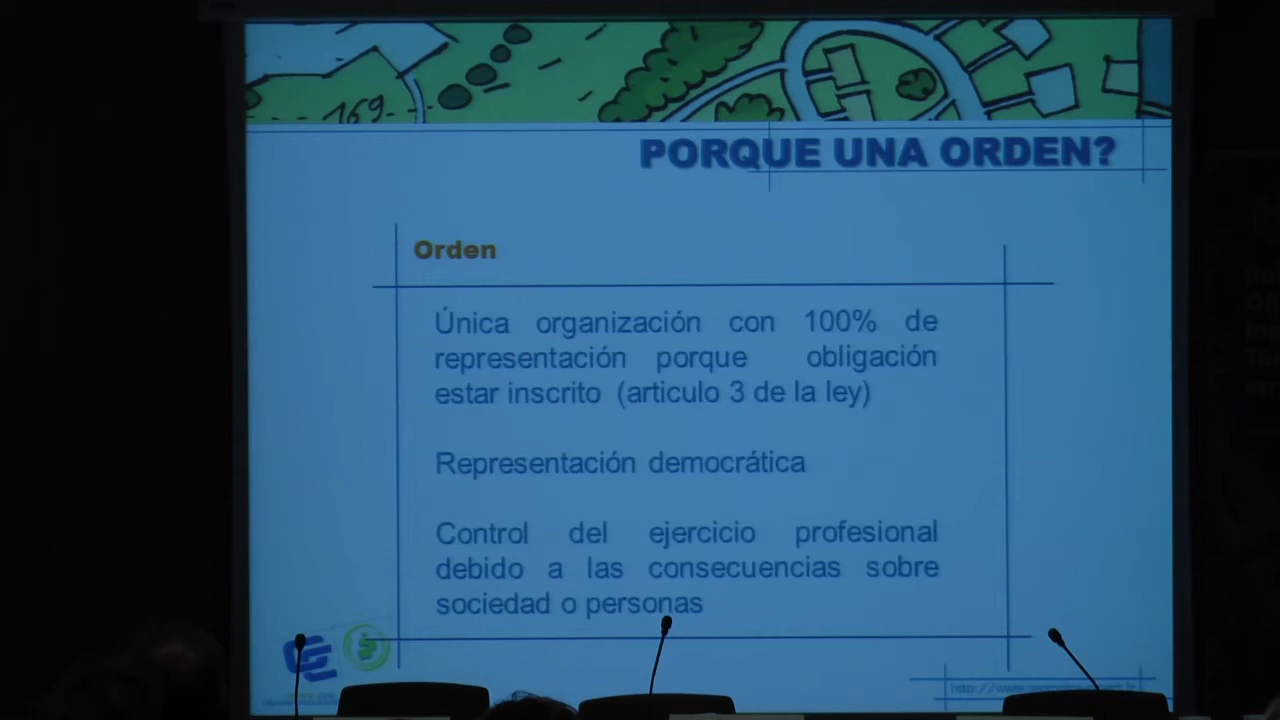 169
PORQUE UNA ORDEN?
Orden
Única organización con 100% de
representación porque obligación
estar inscrito (articulo 3 de la ley)
Representación democrática
Control del ejercicio profesional
debido a las consecuencias sobre
sociedad o personas